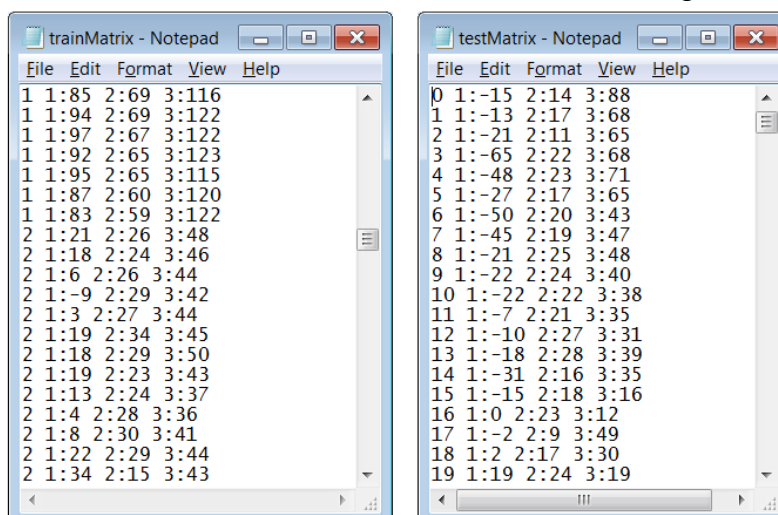 trainMatrix - Notepad
File Edit Format View Help
1 1:85 2:69 3:116
1 1:94 2:69 3:122
1 1:97 2:67 3:122
1 1:92 2:65 3:123
1 1:95 2:65 3:115
1 1:87 2:60 3:120
1 1:83 2:59 3:122
2 1:21 2:26 3:48
2 1:18 2:24 3:46
2 1:6 2:26 3:44
2 1:-9 2:29 3:42
2 1:3 2:27 3:44
2 1:19 2:34 3:45
2 1:18 2:29 3:50
2 1:19 2:23 3:43
2 1:13 2:24 3:37
2 1:4 2:28 3:36
2 1:8 2:30 3:41
2 1:22 2:29 3:44
2 1:34 2:15 3:43
testMatrix - Notepad
File Edit Format View Help
0 1:-15 2:14 3:88
1 1:-13 2:17 3:68
2 1:-21 2:11 3:65
3 1:-65 2:22 3:68
4 1:-48 2:23 3:71
5 1:-27 2:17 3:65
6 1:-50 2:20 3:43
7 1:-45 2:19 3:47
8 1:-21 2:25 3:48
9 1:-22 2:24 3:40
10 1:-22 2:22 3:38
11 1:-7 2:21 3:35
12 1:-10 2:27 3:31
13 1:-18 2:28 3:39
14 1:-31 2:16 3:35
15 1:-15 2:18 3:16
16 1:0 2:23 3:12
17 1:-2 2:9 3:49
18 1:2 2:17 3:30
19 1:19 2:24 3:19